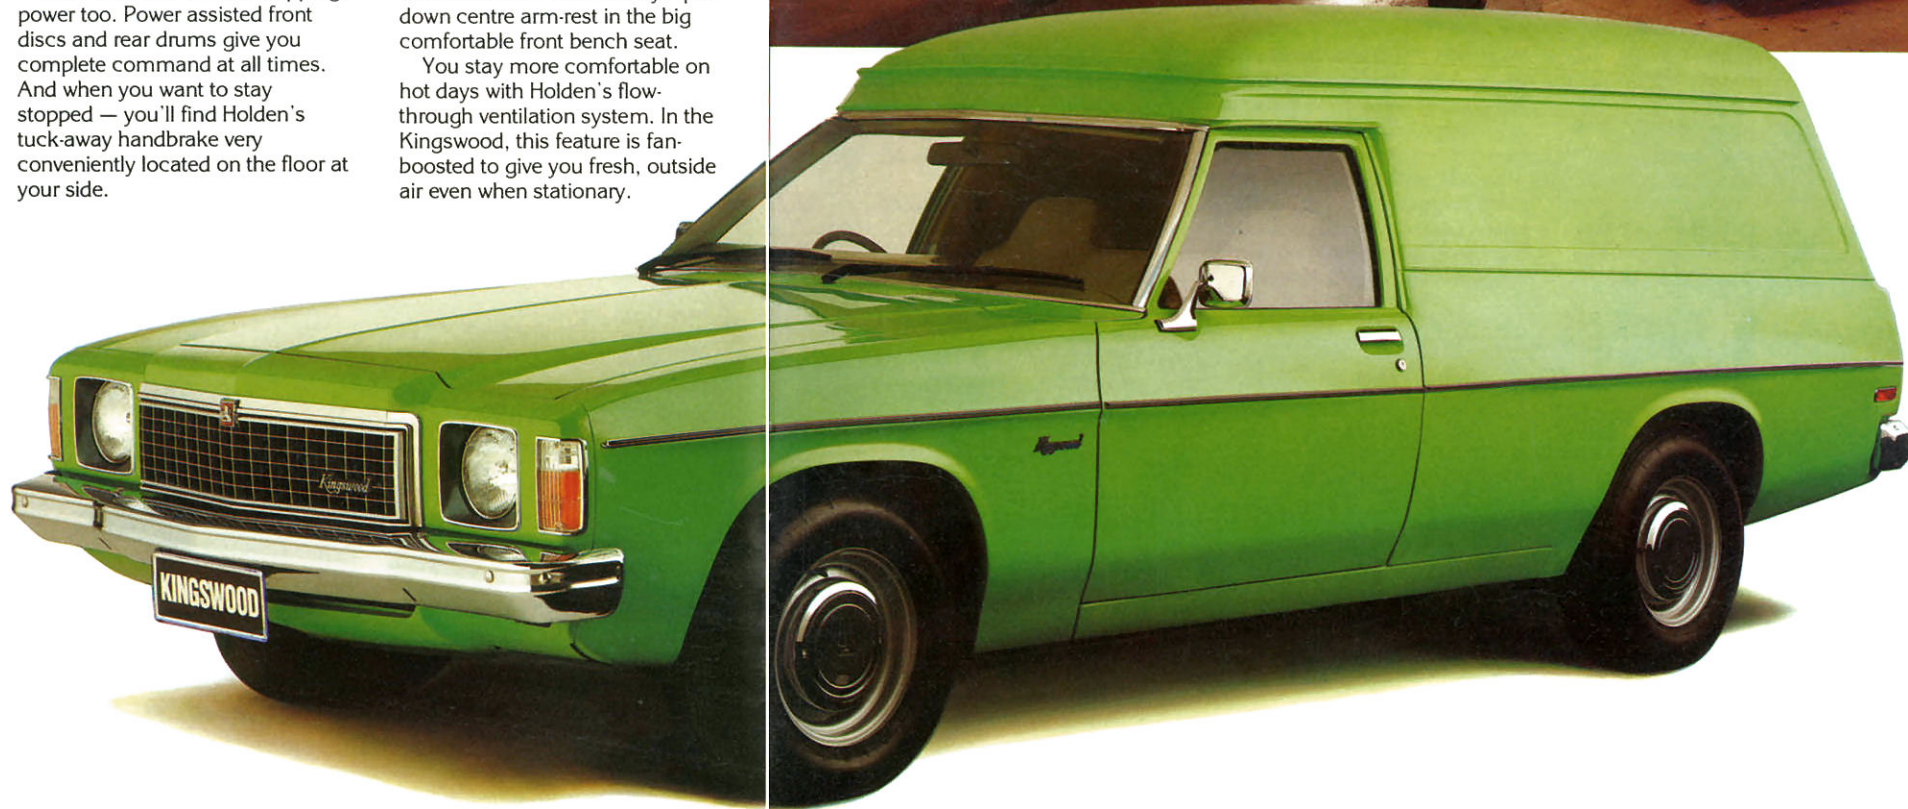 power too. Power assisted front
discs and rear drums give you
complete command at all times.
And when you want to stay
stopped — you'll find Holden's
tuck-away handbrake very
conveniently located on the floor at
your side.
down centre arm-rest in the big
comfortable front bench seat.
You stay more comfortable on
hot days with Holden's flow-
through ventilation system. In the
Kingswood, this feature is fan-
boosted to give you fresh, outside
air even when stationary.
Kingswood
Kingswood
KINGSWOOD